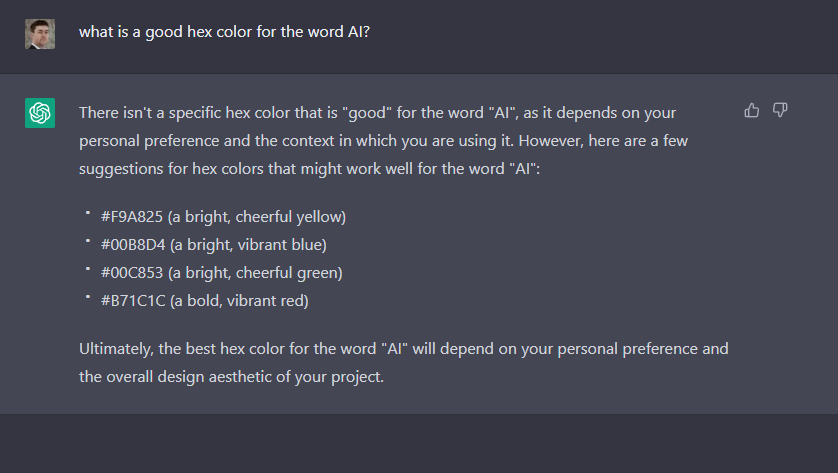 what is a good hex color for the word AI?
There isn't a specific hex color that is "good" for the word "AI", as it depends on your
personal preference and the context in which you are using it. However, here are a few
suggestions for hex colors that might work well for the word "AI":
• #F9A825 (a bright, cheerful yellow)
• #00B8D4 (a bright, vibrant blue)
• #00C853 (a bright, cheerful green)
• #B71C1C (a bold, vibrant red)
Ultimately, the best hex color for the word "AI" will depend on your personal preference and
the overall design aesthetic of your project.